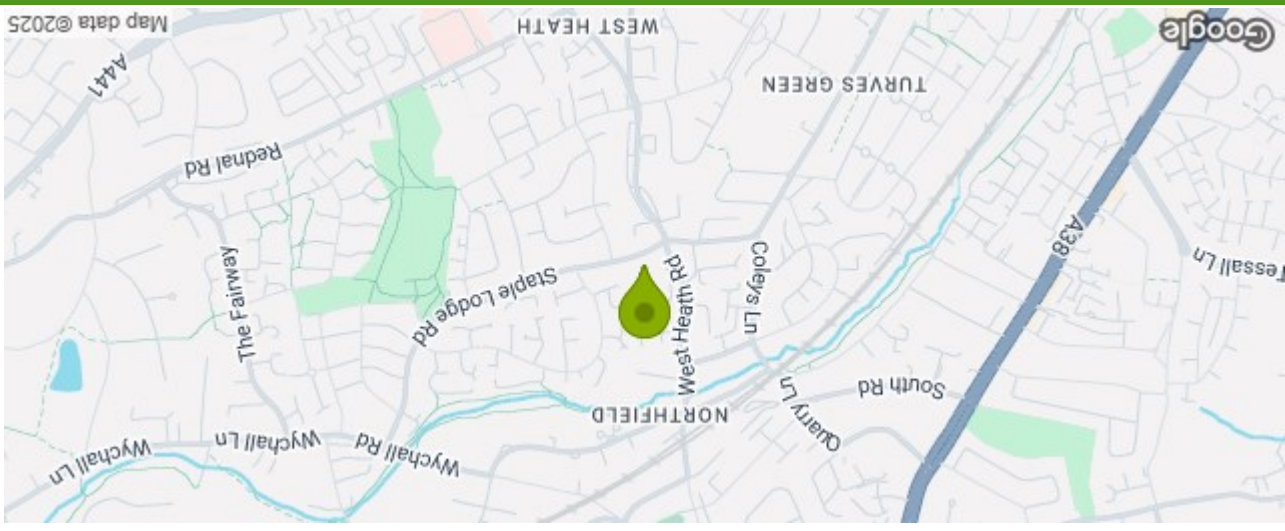 Wychall Ln
Wychall Ln
Wychall Rd
Quarry Ln
NORTHFIELD
South Rd
West Heath Rd
Coleys Ln
Staple Lodge Rd
The Fairway
Tessall Ln
A38
Rednal Rd
TURVES GREEN
A441
WEST HEATH
Google
Map data ©2025